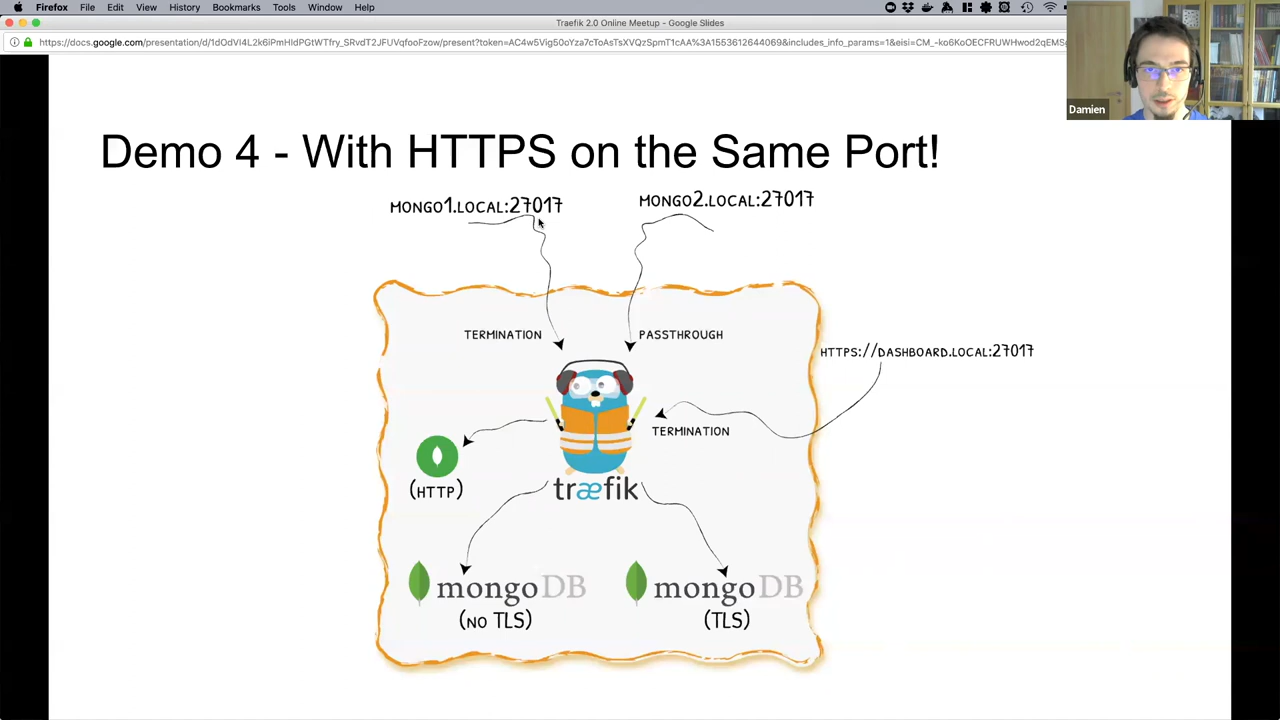 Firefox File Edit View History Bookmarks Tools Window Help
Traefik 2.0 Online Meetup - Google Slides
Damien
Demo 4 - With HTTPS on the Same Port!
MONGO1.LOCAL:27017
MONGO2.LOCAL:27017
TERMINATION
PASSTHROUGH
HTTPS://DASHBOARD.LOCAL:27017
TERMINATION
(HTTP)
træfik
mongoDB
mongoDB
(NO TLS)
(TLS)